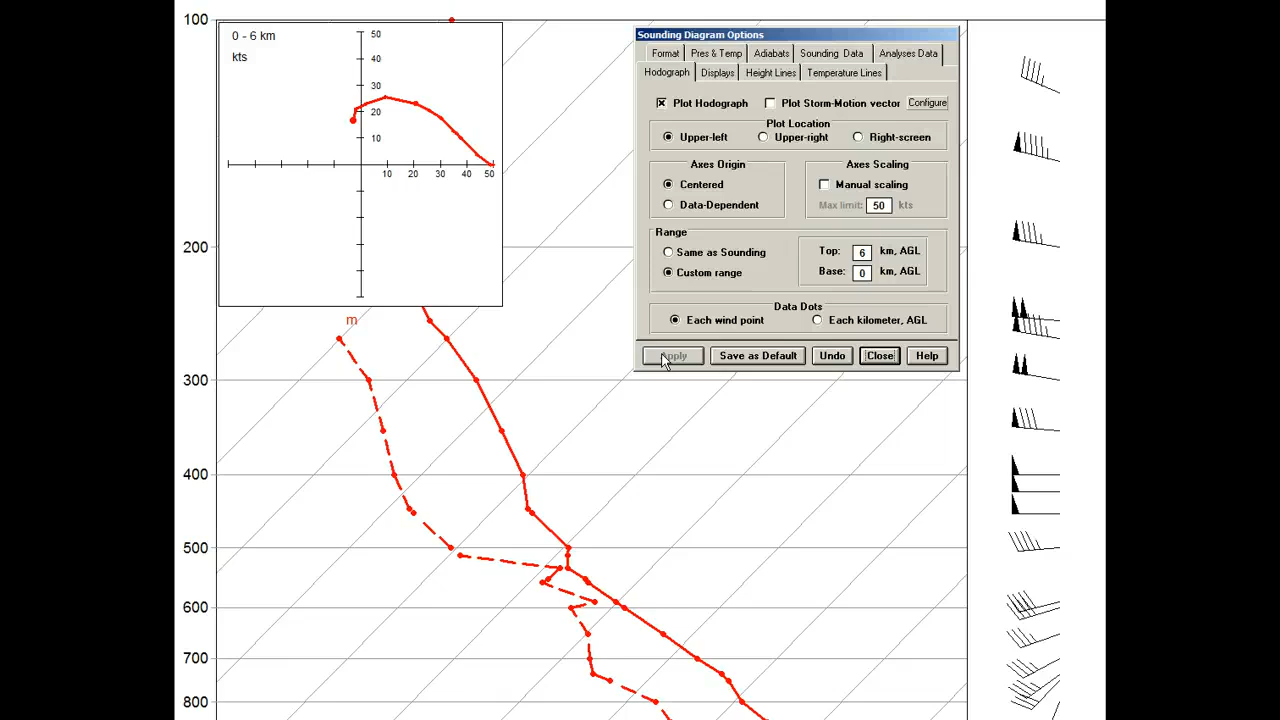 100
0 - 6 km
kts
50
40
30
20
10
10 20 30 40 50
m
200
300
400
500
600
700
800
Sounding Diagram Options
Format Pres & Temp Adiabats Sounding Data Analyses Data
Hodograph Displays Height Lines Temperature Lines
Plot Hodograph Plot Storm-Motion vector Configure
Plot Location
Upper-left Upper-right Right-screen
Axes Origin Axes Scaling
Centered Manual scaling
Data-Dependent Max limit: 50 kts
Range
Same as Sounding Top: 6 km, AGL
Custom range Base: 0 km, AGL
Data Dots
Each wind point Each kilometer, AGL
Apply Save as Default Undo Close Help